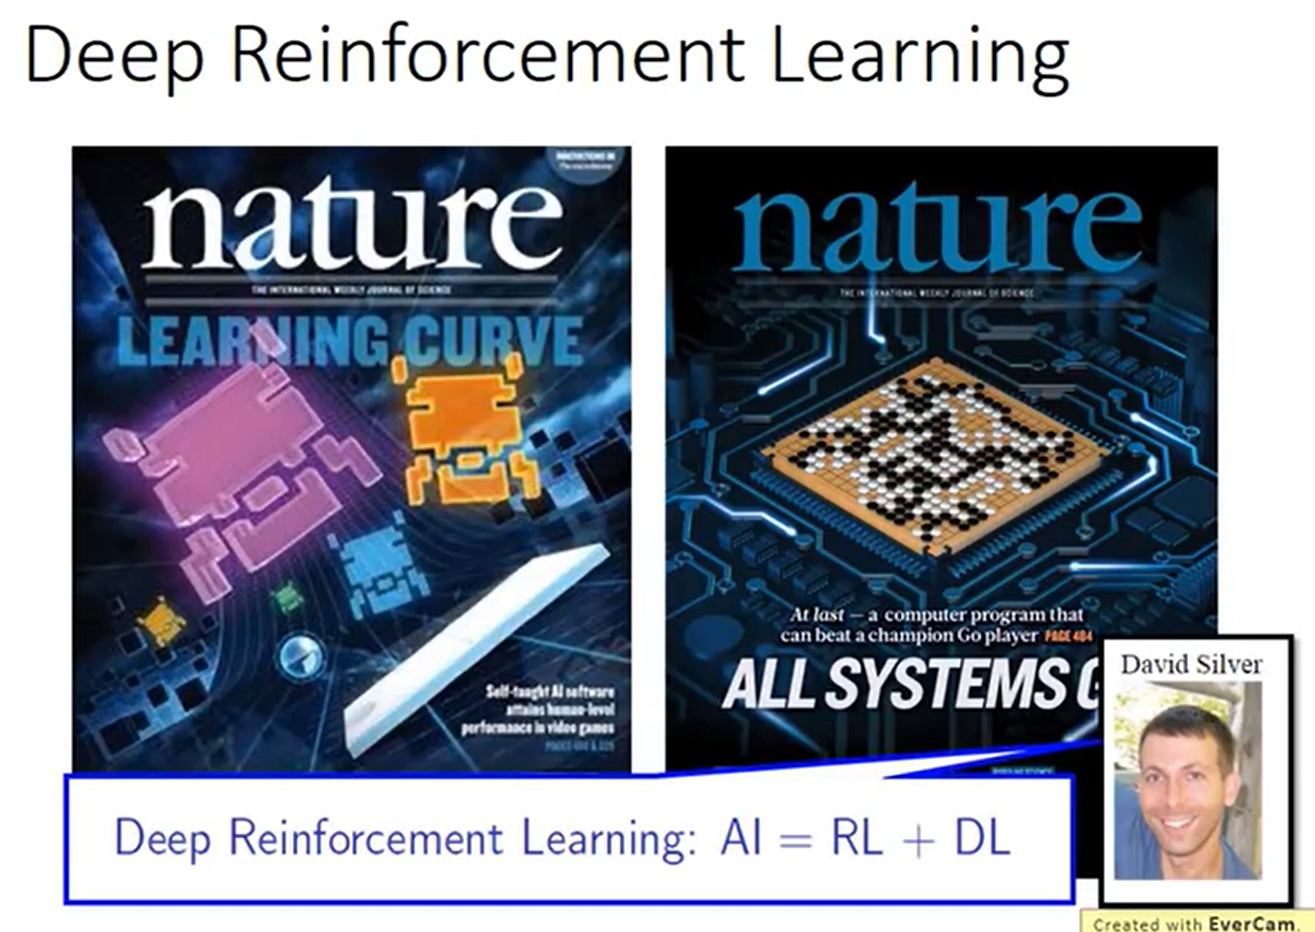 Deep Reinforcement Learning
nature
THE INTERNATIONAL WEEKLY JOURNAL OF SCIENCE
LEARNING CURVE
Self-taught AI software
attains human-level
performance in video games
nature
THE INTERNATIONAL WEEKLY JOURNAL OF SCIENCE
At last — a computer program that
can beat a champion Go player PAGE 484
ALL SYSTEMS G
David Silver
Deep Reinforcement Learning: AI = RL + DL
Created with EverCam.